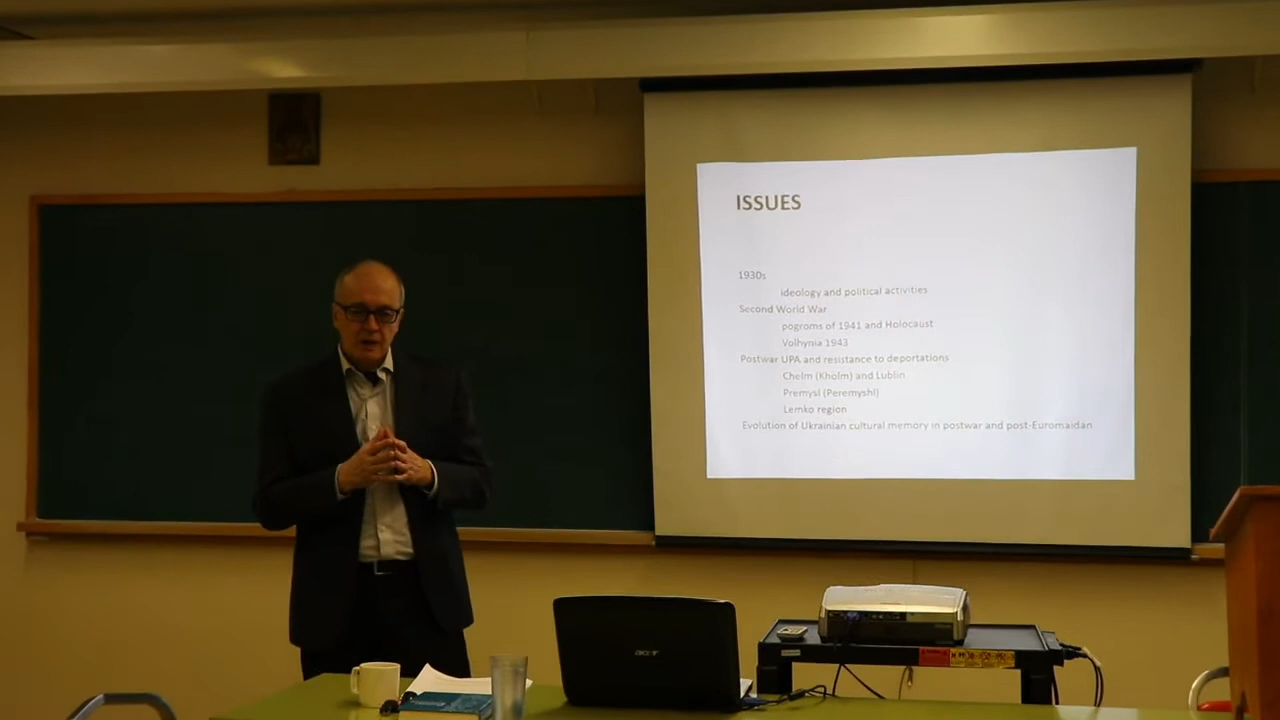 ISSUES
1930s
ideology and political activities
Second World War
pogroms of 1941 and Holocaust
Volhynia 1943
Postwar UPA and resistance to deportations
Chelm (Kholm) and Lublin
Premysl (Peremyshl)
Lemko region
Evolution of Ukrainian cultural memory in postwar and post-Euromaidan
acer